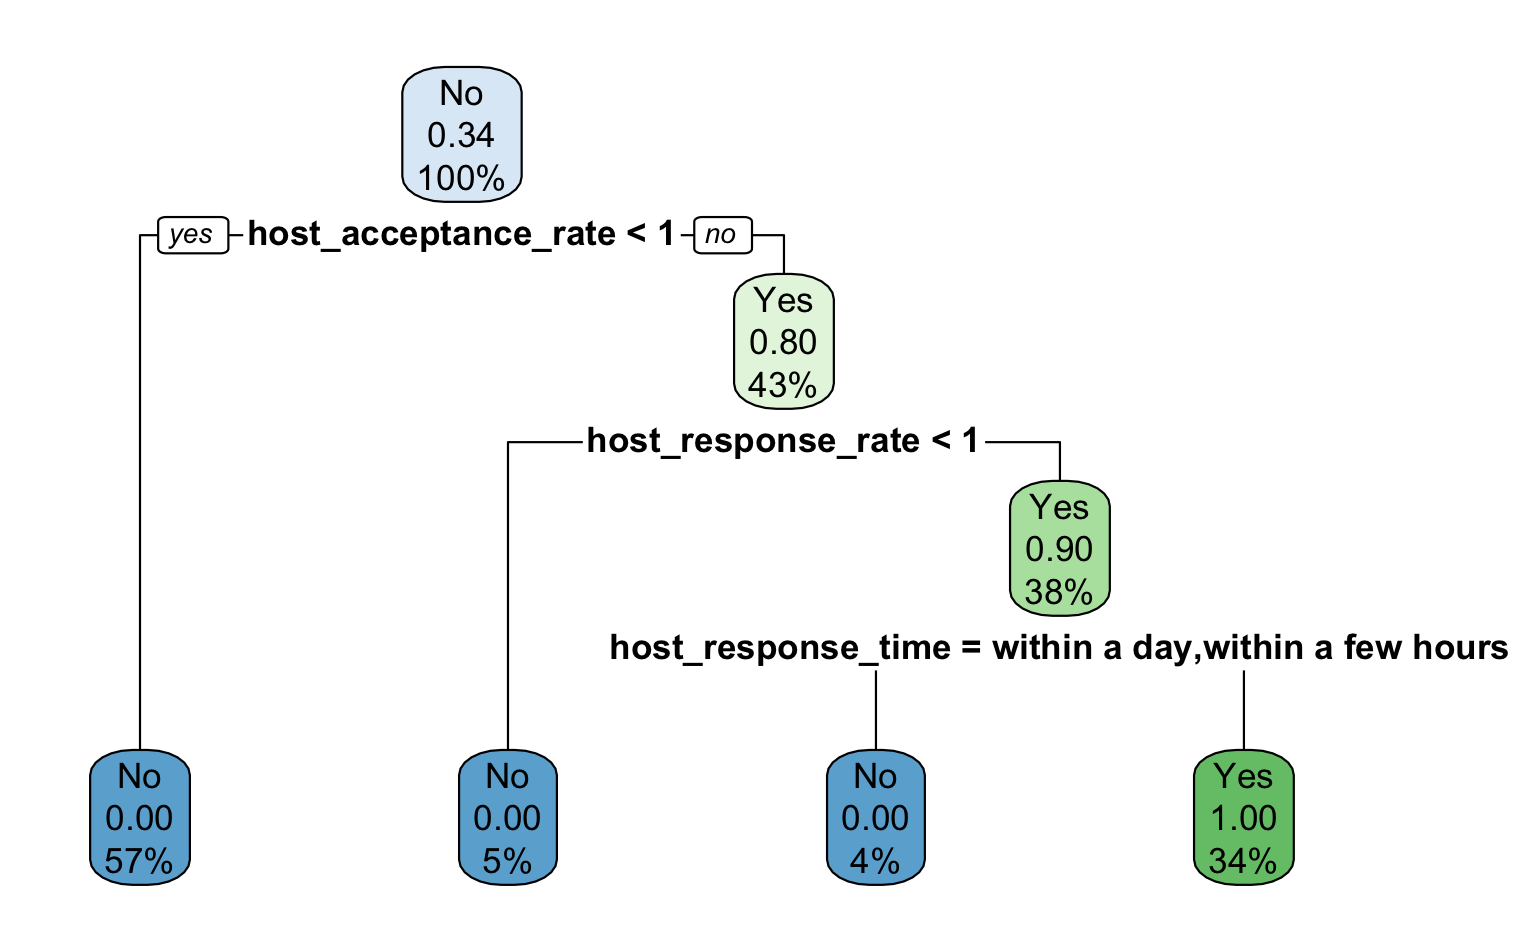 No
0.34
100%
yes host_acceptance_rate < 1 no
Yes
0.80
43%
host_response_rate < 1
Yes
0.90
38%
host_response_time = within a day,within a few hours
No
0.00
57%
No
0.00
5%
No
0.00
4%
Yes
1.00
34%